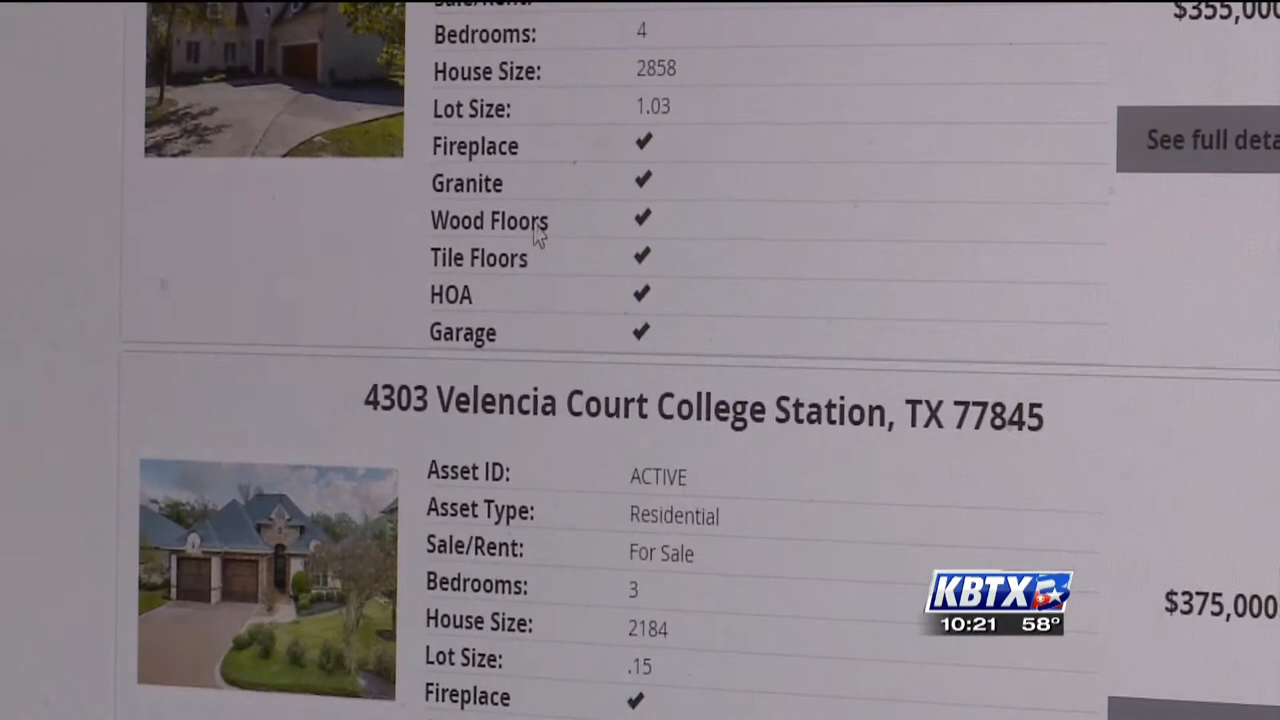 Sale/Rent:
$355,000
Bedrooms: 4
House Size: 2858
Lot Size: 1.03
Fireplace ✔
See full deta
Granite ✔
Wood Floors ✔
Tile Floors ✔
HOA ✔
Garage ✔
4303 Velencia Court College Station, TX 77845
Asset ID: ACTIVE
Asset Type: Residential
Sale/Rent: For Sale
Bedrooms: 3
$375,000
House Size: 2184
Lot Size: .15
Fireplace ✔
KBTX
10:21 58°